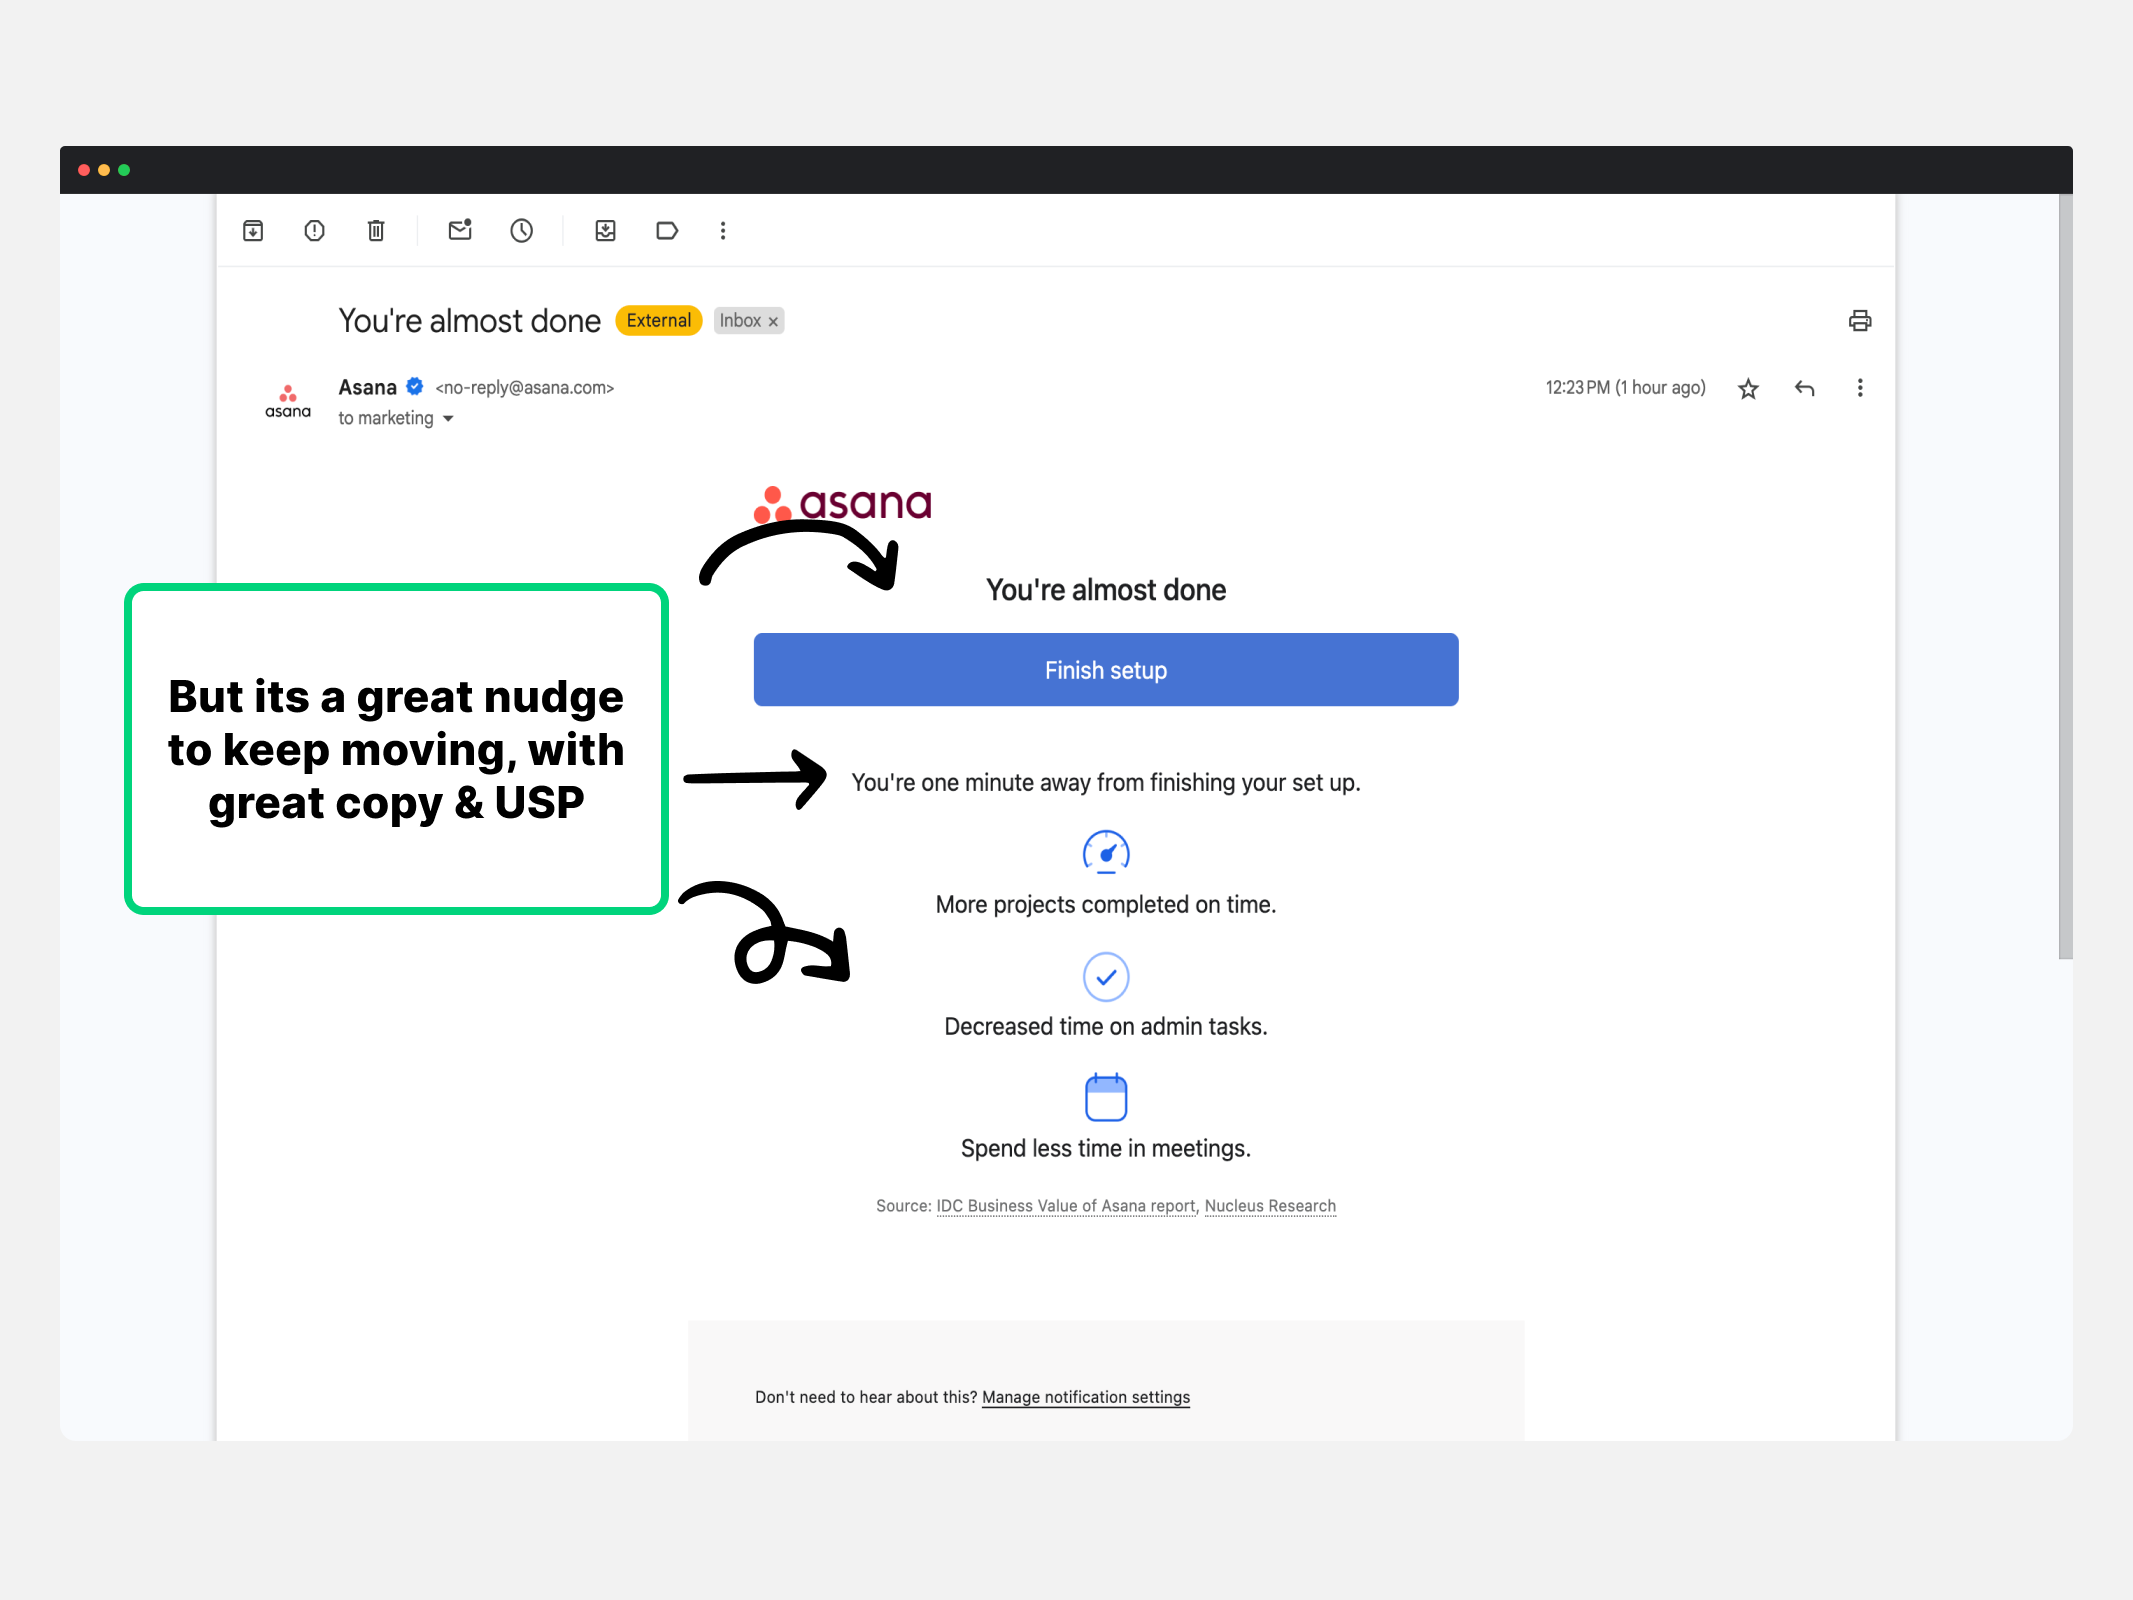 You're almost done External Inbox x
asana
Asana <no-reply@asana.com>
12:23 PM (1 hour ago)
to marketing
asana
You're almost done
Finish setup
But its a great nudge
to keep moving, with
great copy & USP
You're one minute away from finishing your set up.
More projects completed on time.
Decreased time on admin tasks.
Spend less time in meetings.
Source: IDC Business Value of Asana report, Nucleus Research
Don't need to hear about this? Manage notification settings